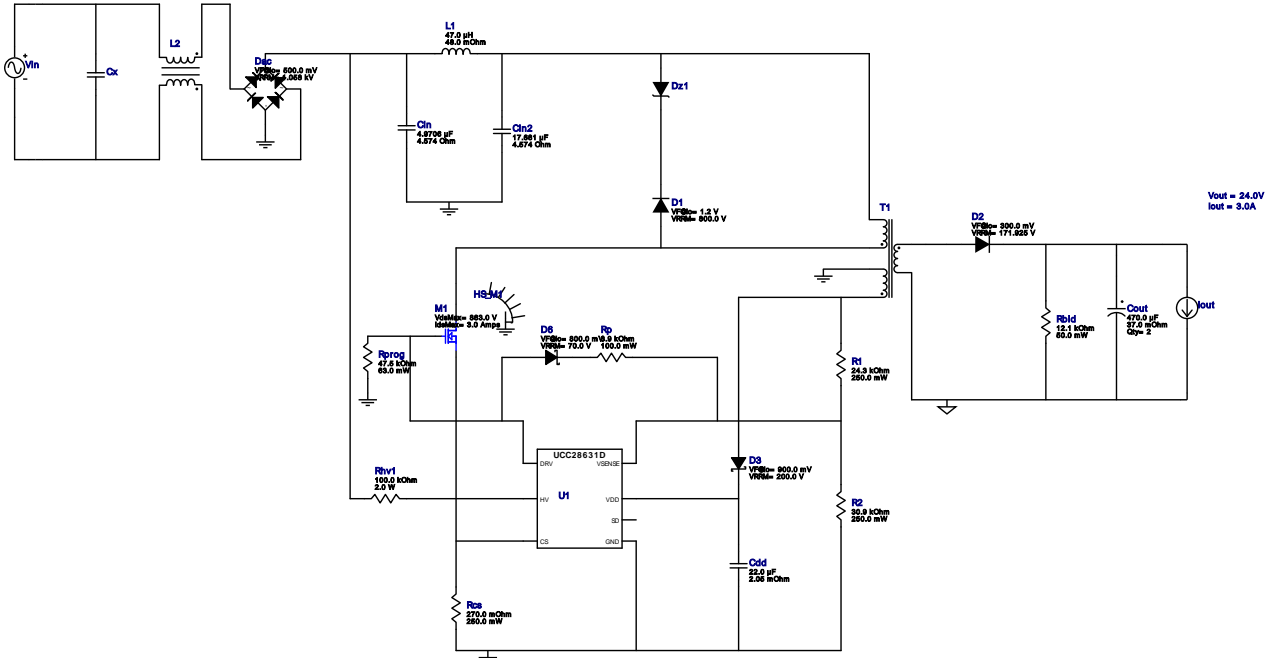 L1
47.0 µH
48.0 mOhm
L2
Vin
Cx
Dac
Cin
4.9706 µF
4.574 Ohm
Cin2
17.681 µF
4.574 Ohm
Dz1
D1
VFatIo= 1.2 V
VRRM= 600.0 V
T1
D2
VFatIo= 300.0 mV
VRRM= 171.925 V
Vout = 24.0V
Iout = 3.0A
HS-M1
M1
VdsMax= 863.0 V
IdsMax= 3.0 Amps
Rprog
47.5 kOhm
63.0 mW
D6
VRRM= 70.0 V
Rp
100.0 mW
R1
24.3 kOhm
250.0 mW
Rbld
12.1 kOhm
50.0 mW
Cout
470.0 µF
37.0 mOhm
Qty= 2
Iout
Rhv1
100.0 kOhm
2.0 W
UCC28631D
DRV
VSENSE
HV
U1
VDD
SD
CS
GND
D3
VFatIo= 900.0 mV
VRRM= 200.0 V
R2
30.9 kOhm
250.0 mW
Cdd
22.0 µF
2.05 mOhm
Rcs
270.0 mOhm
250.0 mW